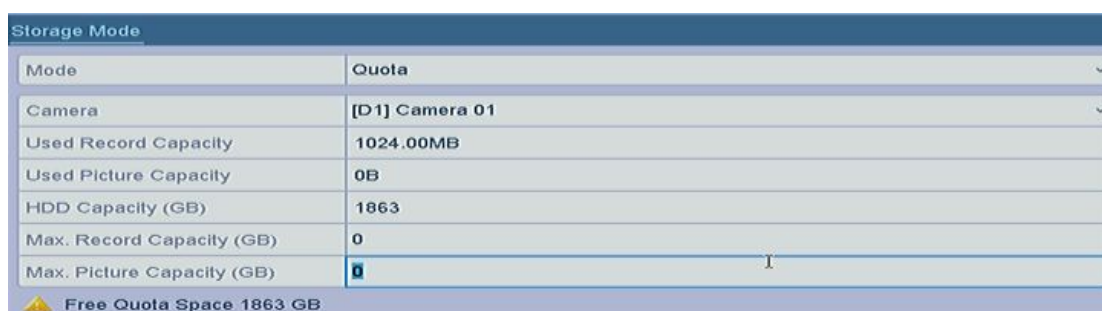 Storage Mode
Mode Quota
Camera [D1] Camera 01
Used Record Capacity 1024.00MB
Used Picture Capacity 0B
HDD Capacity (GB) 1863
Max. Record Capacity (GB) 0
Max. Picture Capacity (GB) 0
Free Quota Space 1863 GB